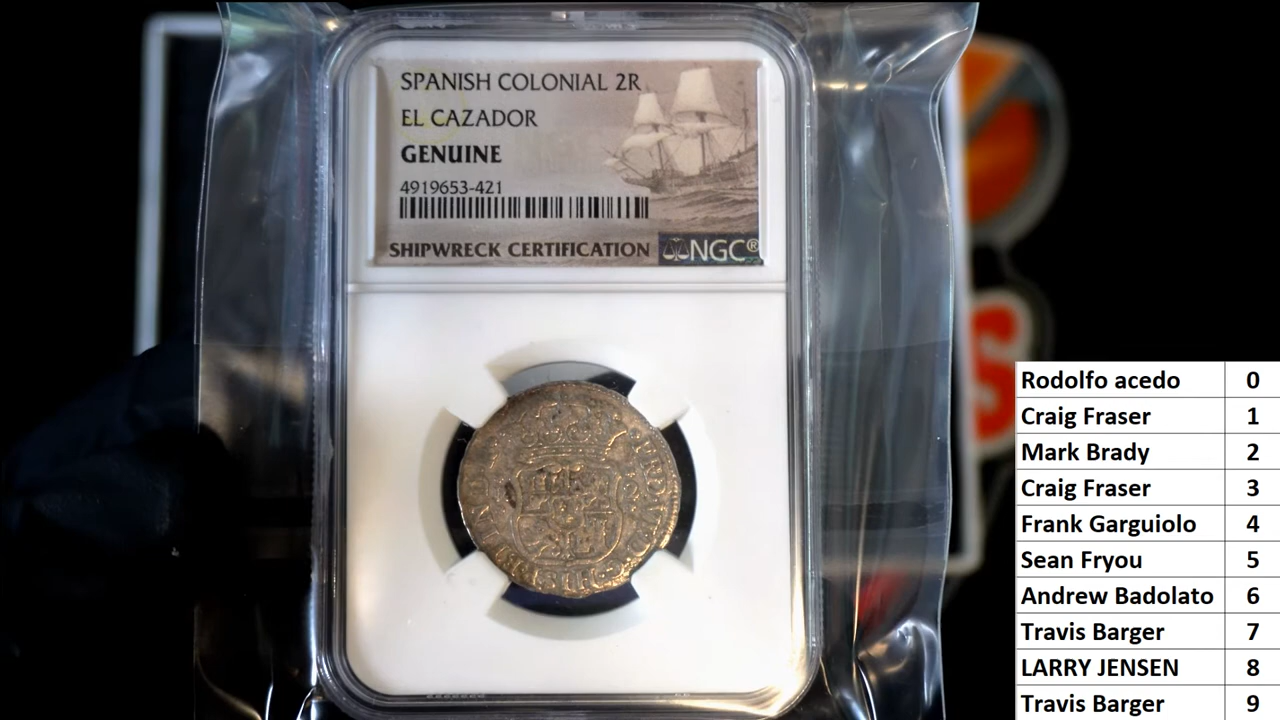 SPANISH COLONIAL 2R
EL CAZADOR
GENUINE
4919653-421
SHIPWRECK CERTIFICATION NGC®
S
Rodolfo acedo 0
Craig Fraser 1
Mark Brady 2
Craig Fraser 3
Frank Garguiolo 4
Sean Fryou 5
Andrew Badolato 6
Travis Barger 7
LARRY JENSEN 8
Travis Barger 9